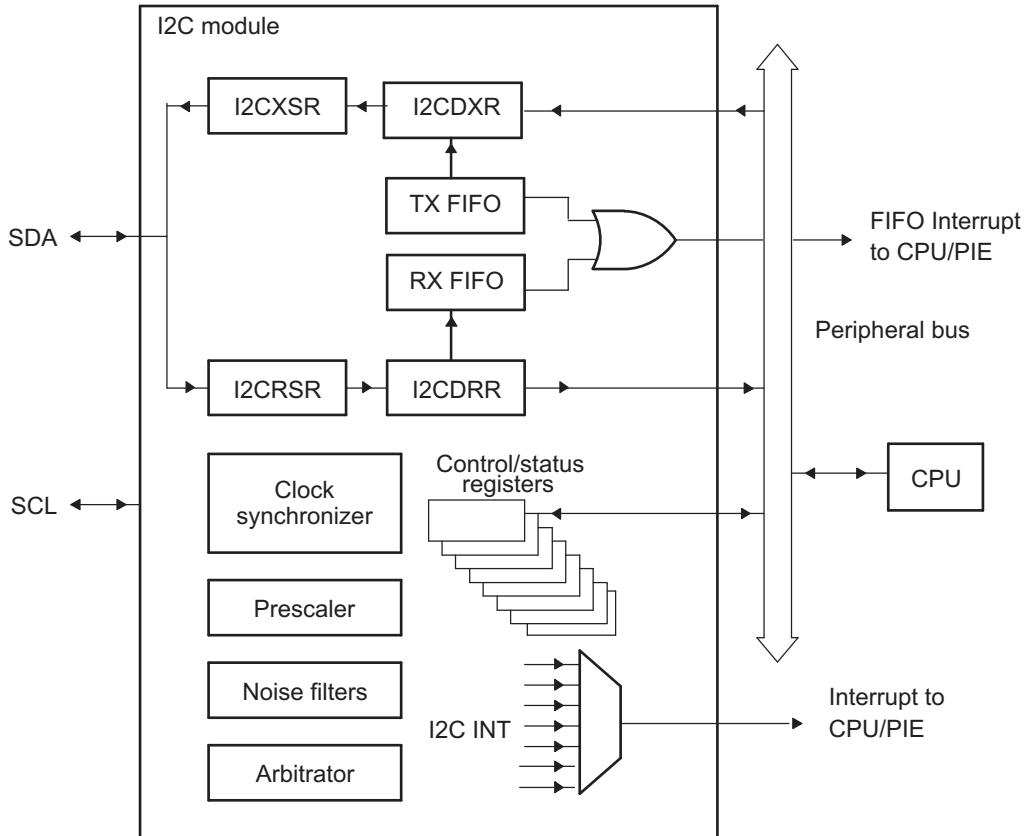 I2C module
I2CXSR
I2CDXR
TX FIFO
SDA
FIFO Interrupt
to CPU/PIE
RX FIFO
Peripheral bus
I2CRSR
I2CDRR
Control/status
registers
CPU
SCL
Clock
synchronizer
Prescaler
Noise filters
I2C INT
Interrupt to
CPU/PIE
Arbitrator